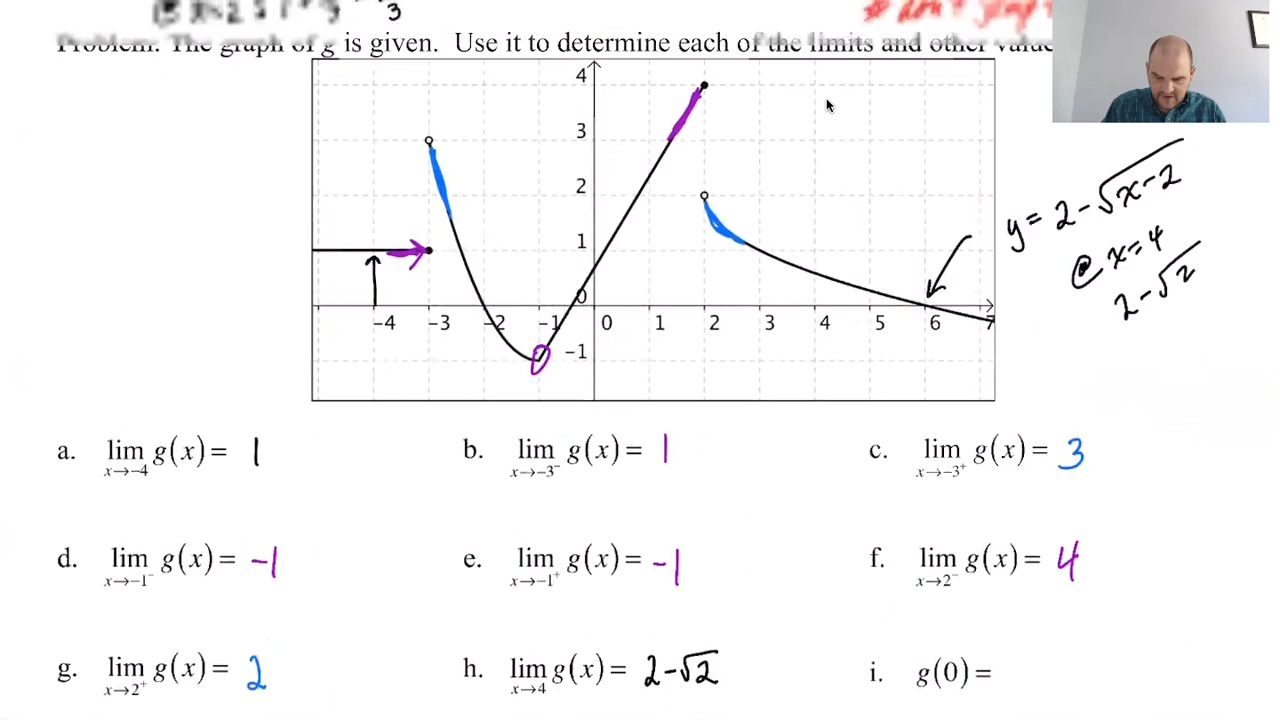 Problem: The graph of g is given. Use it to determine each of the limits and other
4
3
2
1
0
-4 -3 -2 -1 0 1 2 3 4 5 6 7
-1
y = 2 - √x-2
@ x=4
2-√2
a. lim x→-4 g(x) = 1
b. lim x→-3⁻ g(x) = 1
c. lim x→-3⁺ g(x) = 3
d. lim x→-1⁻ g(x) = -1
e. lim x→-1⁺ g(x) = -1
f. lim x→2⁻ g(x) = 4
g. lim x→2⁺ g(x) = 2
h. lim x→4 g(x) = 2-√2
i. g(0) =